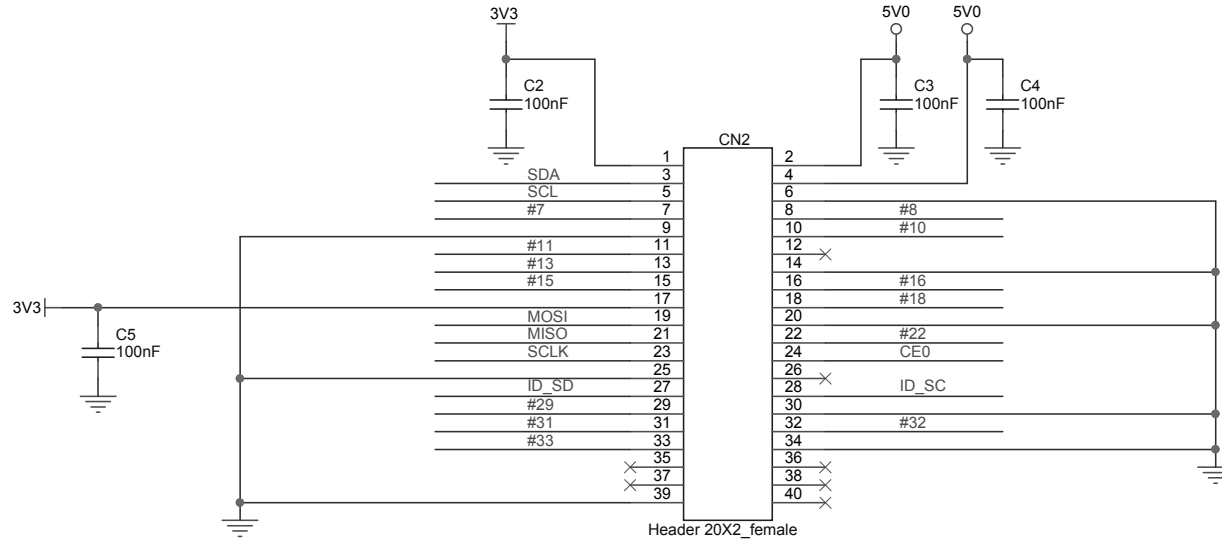 3V3
5V0
5V0
C2
100nF
C3
100nF
C4
100nF
CN2
1
2
SDA
3
4
SCL
5
6
#7
7
8
#8
9
10
#10
#11
11
12
#13
13
14
#15
15
16
#16
3V3
17
18
#18
MOSI
19
20
C5
100nF
MISO
21
22
#22
SCLK
23
24
CE0
25
26
ID_SD
27
28
ID_SC
#29
29
30
#31
31
32
#32
#33
33
34
35
36
37
38
39
40
Header 20X2_female